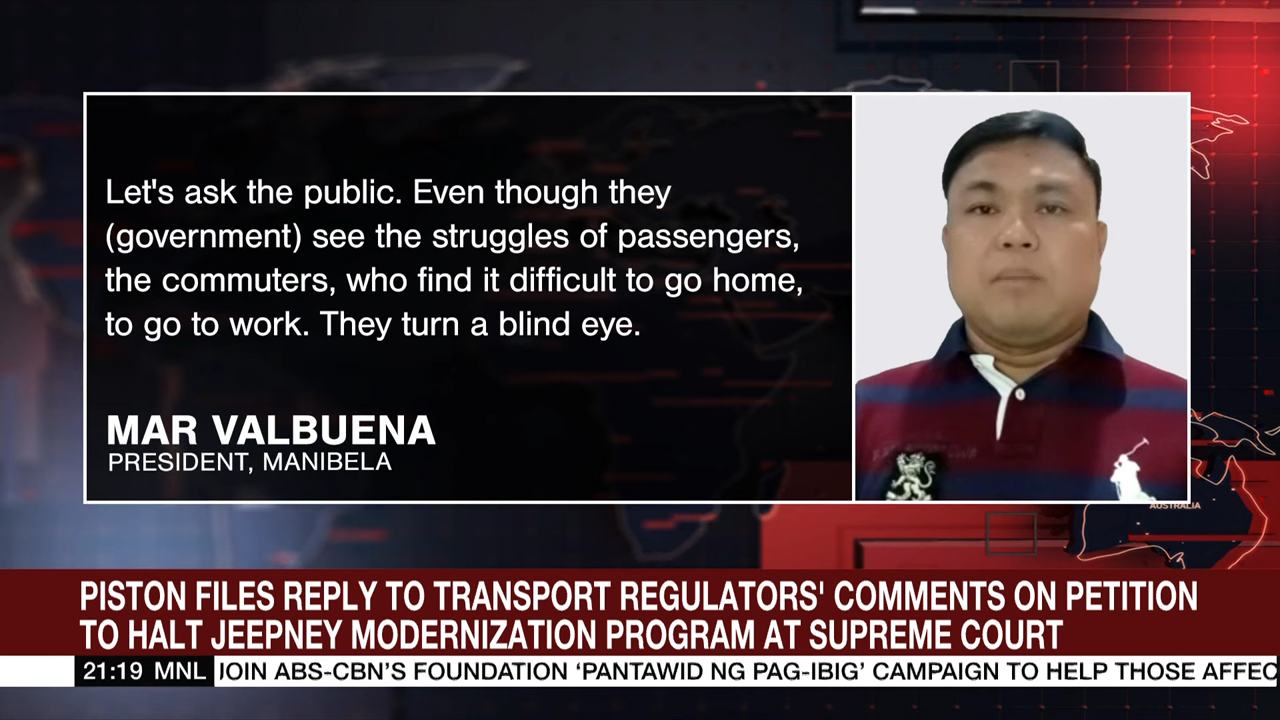 Let's ask the public. Even though they
(government) see the struggles of passengers,
the commuters, who find it difficult to go home,
to go to work. They turn a blind eye.
MAR VALBUENA
PRESIDENT, MANIBELA
AUSTRALIA
PISTON FILES REPLY TO TRANSPORT REGULATORS' COMMENTS ON PETITION
TO HALT JEEPNEY MODERNIZATION PROGRAM AT SUPREME COURT
21:19 MNL JOIN ABS-CBN'S FOUNDATION ‘PANTAWID NG PAG-IBIG’ CAMPAIGN TO HELP THOSE AFFEC